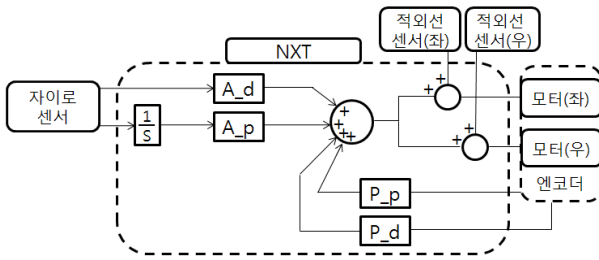 적외선
센서(좌)
적외선
센서(우)
NXT
자이로
센서
A_d
1
S
A_p
+
+
+
+
+
+
+
+
모터(좌)
모터(우)
엔코더
P_p
P_d